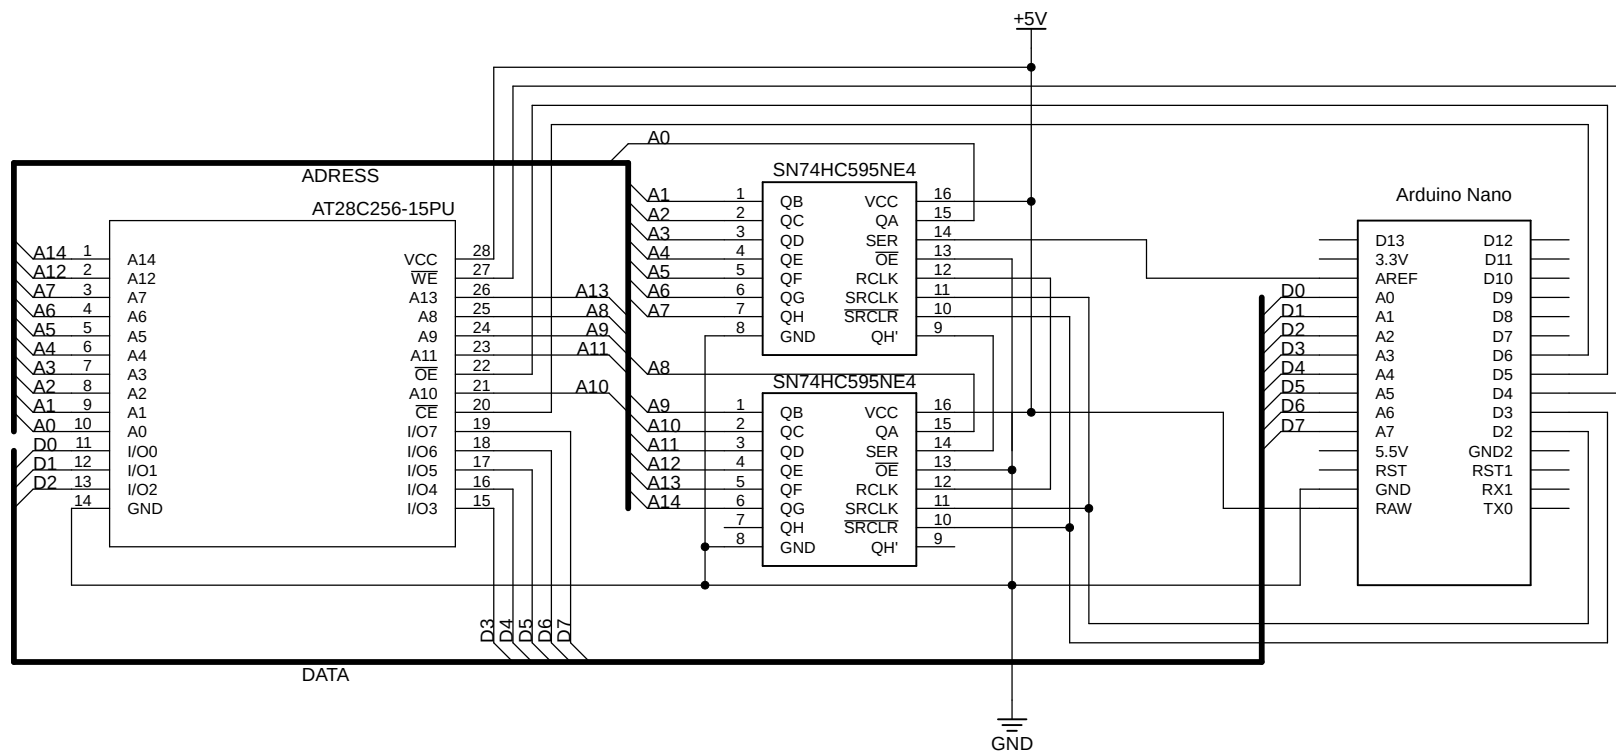 +5V
A0
ADRESS
SN74HC595NE4
Arduino Nano
AT28C256-15PU
A14 1 A14 VCC 28
A12 2 A12 WE 27
A7 3 A7 A13 26 A13
A6 4 A6 A8 25 A8
A5 5 A5 A9 24 A9
A4 6 A4 A11 23 A11
A3 7 A3 OE 22
A2 8 A2 A10 21 A10
A1 9 A1 CE 20
A0 10 A0 I/O7 19
D0 11 I/O0 I/O6 18
D1 12 I/O1 I/O5 17
D2 13 I/O2 I/O4 16
14 GND I/O3 15
A1 1 QB VCC 16
A2 2 QC QA 15
A3 3 QD SER 14
A4 4 QE OE 13
A5 5 QF RCLK 12
A6 6 QG SRCLK 11
A7 7 QH SRCLR 10
8 GND QH' 9
A8
SN74HC595NE4
A9 1 QB VCC 16
A10 2 QC QA 15
A11 3 QD SER 14
A12 4 QE OE 13
A13 5 QF RCLK 12
A14 6 QG SRCLK 11
7 QH SRCLR 10
8 GND QH' 9
D13 D12
3.3V D11
AREF D10
D0 A0 D9
D1 A1 D8
D2 A2 D7
D3 A3 D6
D4 A4 D5
D5 A5 D4
D6 A6 D3
D7 A7 D2
5.5V GND2
RST RST1
GND RX1
RAW TX0
D3 D4 D5 D6 D7
DATA
GND